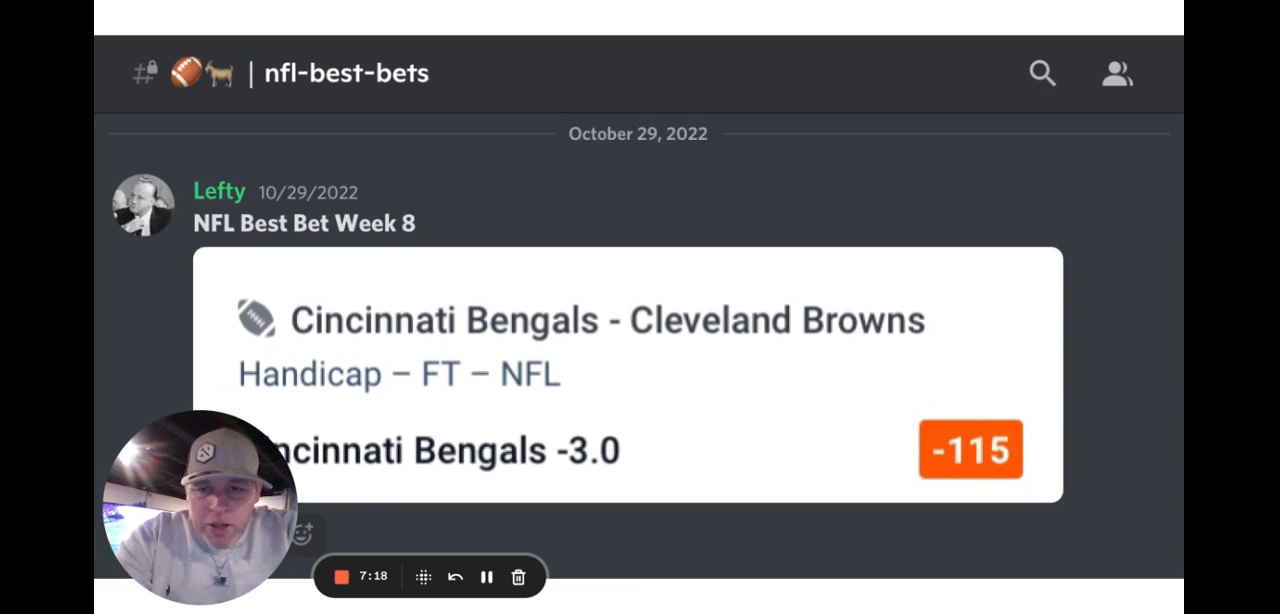 | nfl-best-bets
October 29, 2022
Lefty 10/29/2022
NFL Best Bet Week 8
Cincinnati Bengals - Cleveland Browns
Handicap – FT – NFL
ncinnati Bengals -3.0
-115
7:18